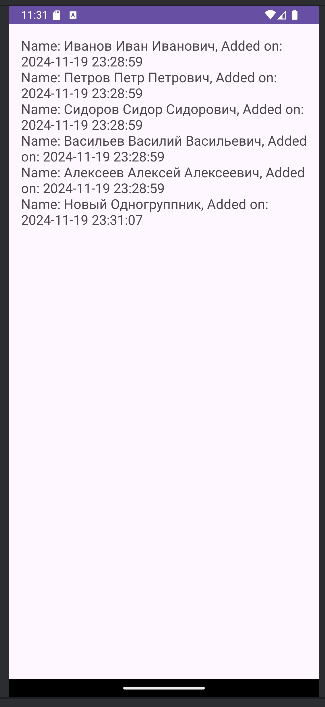 11:31
Name: Иванов Иван Иванович, Added on:
2024-11-19 23:28:59
Name: Петров Петр Петрович, Added on:
2024-11-19 23:28:59
Name: Сидоров Сидор Сидорович, Added on:
2024-11-19 23:28:59
Name: Васильев Василий Васильевич, Added
on: 2024-11-19 23:28:59
Name: Алексеев Алексей Алексеевич, Added
on: 2024-11-19 23:28:59
Name: Новый Одногруппник, Added on:
2024-11-19 23:31:07